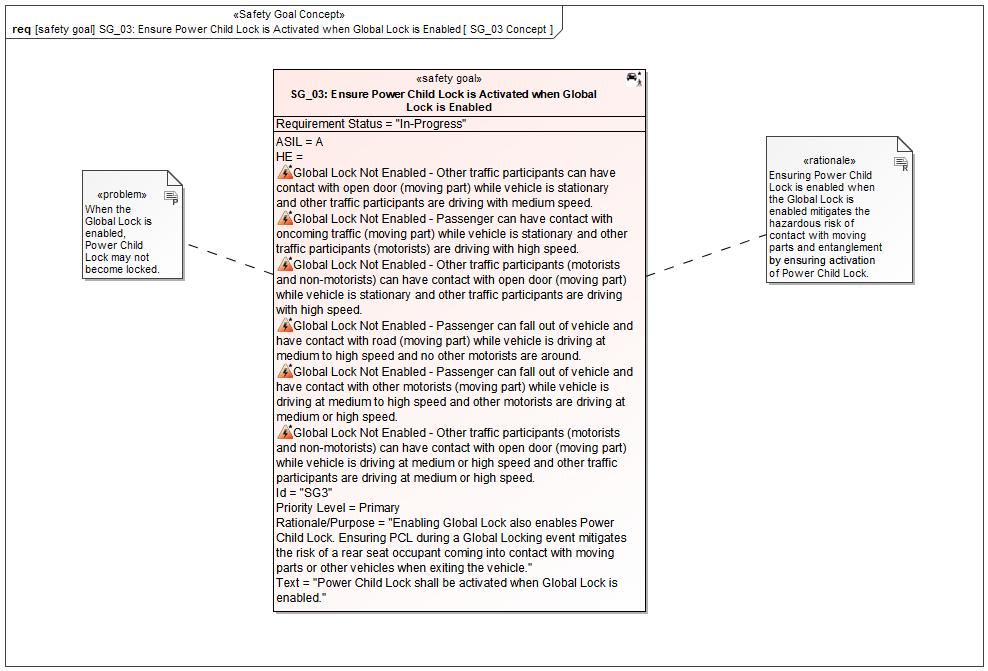 «Safety Goal Concept»
req [safety goal] SG_03: Ensure Power Child Lock is Activated when Global Lock is Enabled [ SG_03 Concept ]
«safety goal»
SG_03: Ensure Power Child Lock is Activated when Global
Lock is Enabled
Requirement Status = "In-Progress"
ASIL = A
HE =
Global Lock Not Enabled - Other traffic participants can have
contact with open door (moving part) while vehicle is stationary
and other traffic participants are driving with medium speed.
Global Lock Not Enabled - Passenger can have contact with
oncoming traffic (moving part) while vehicle is stationary and other
traffic participants (motorists) are driving with high speed.
Global Lock Not Enabled - Other traffic participants (motorists
and non-motorists) can have contact with open door (moving part)
while vehicle is stationary and other traffic participants are driving
with high speed.
Global Lock Not Enabled - Passenger can fall out of vehicle and
have contact with road (moving part) while vehicle is driving at
medium to high speed and no other motorists are around.
Global Lock Not Enabled - Passenger can fall out of vehicle and
have contact with other motorists (moving part) while vehicle is
driving at medium to high speed and other motorists are driving at
medium or high speed.
Global Lock Not Enabled - Other traffic participants (motorists
and non-motorists) can have contact with open door (moving part)
while vehicle is driving at medium or high speed and other traffic
participants are driving at medium or high speed.
Id = "SG3"
Priority Level = Primary
Rationale/Purpose = "Enabling Global Lock also enables Power
Child Lock. Ensuring PCL during a Global Locking event mitigates
the risk of a rear seat occupant coming into contact with moving
parts or other vehicles when exiting the vehicle."
Text = "Power Child Lock shall be activated when Global Lock is
enabled."
«problem»
P
When the
Global Lock is
enabled,
Power Child
Lock may not
become locked.
«rationale»
R
Ensuring Power Child
Lock is enabled when
the Global Lock is
enabled mitigates the
hazardous risk of
contact with moving
parts and entanglement
by ensuring activation
of Power Child Lock.